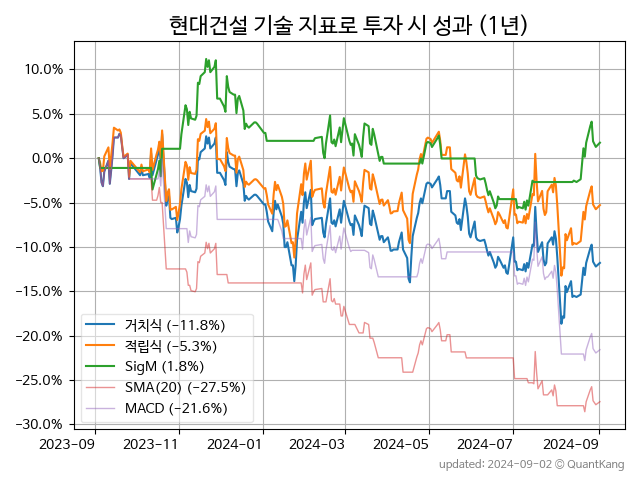 현대건설 기술 지표로 투자 시 성과 (1년)
10.0%
5.0%
0.0%
−5.0%
−10.0%
−15.0%
−20.0%
−25.0%
−30.0%
거치식 (−11.8%)
적립식 (−5.3%)
SigM (1.8%)
SMA(20) (−27.5%)
MACD (−21.6%)
2023-09 2023-11 2024-01 2024-03 2024-05 2024-07 2024-09
updated: 2024-09-02 © QuantKang